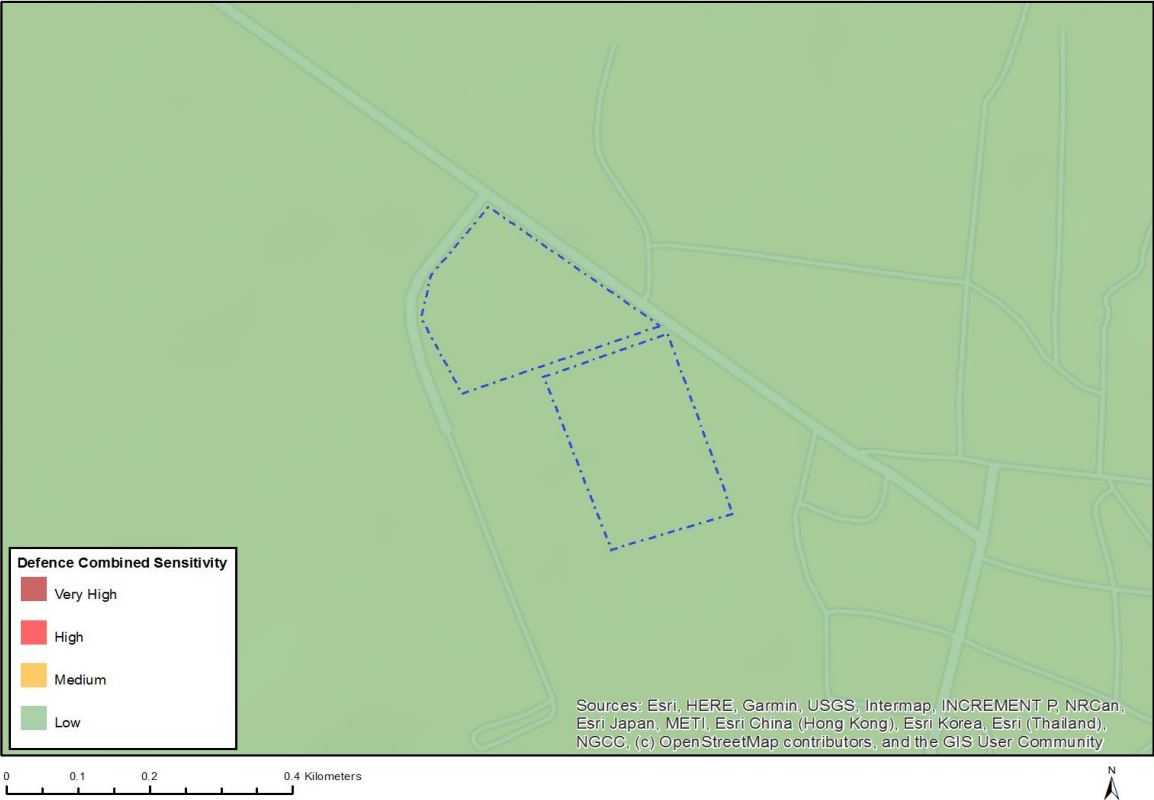 Defence Combined Sensitivity
Very High
High
Medium
Low
Sources: Esri, HERE, Garmin, USGS, Intermap, INCREMENT P, NRCan,
Esri Japan, METI, Esri China (Hong Kong), Esri Korea, Esri (Thailand),
NGCC, (c) OpenStreetMap contributors, and the GIS User Community
0 0.1 0.2 0.4 Kilometers
N